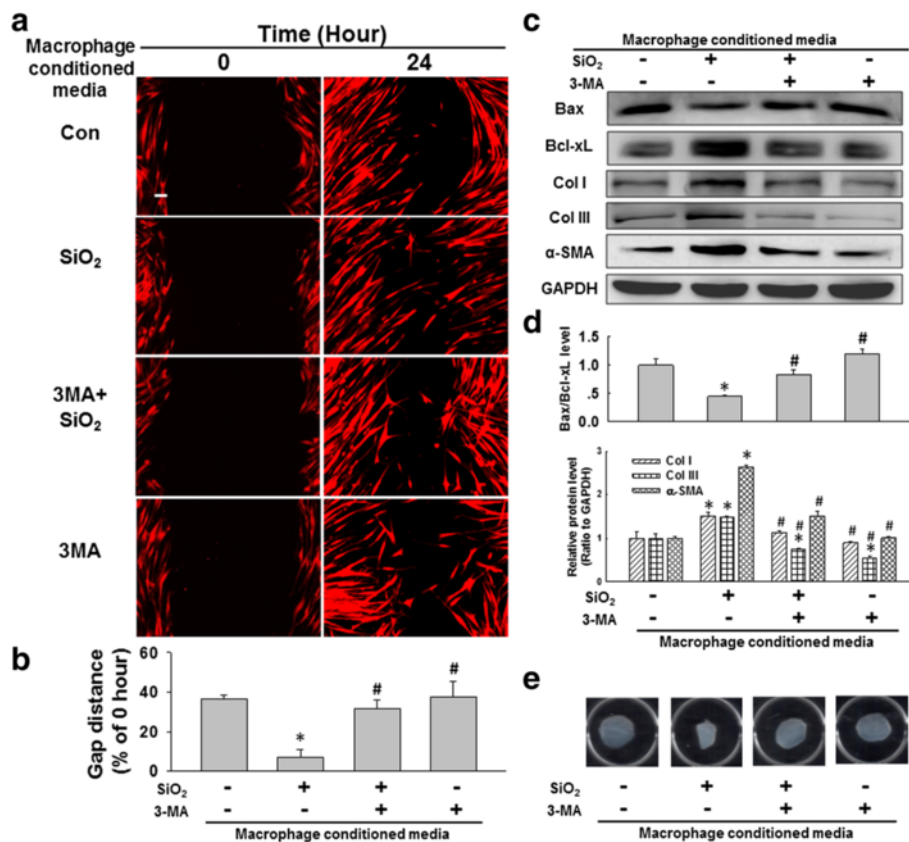 a
Time (Hour)
Macrophage
conditioned
media
0 24
Con
SiO₂
3MA+
SiO₂
3MA
b
Gap distance
(% of 0 hour)
60
40
20
0
SiO₂ - + + -
3-MA - - + +
Macrophage conditioned media
* # #
c
Macrophage conditioned media
SiO₂ - + + -
3-MA - - + +
Bax
Bcl-xL
Col I
Col III
α-SMA
GAPDH
d
Bax/Bcl-xL level
1.5
1.0
.5
0.0
* # #
Relative protein level
(Ratio to GAPDH)
3
2
1
0
Col I
Col III
α-SMA
* * * # # * # # # * #
SiO₂ - + + -
3-MA - - + +
Macrophage conditioned media
e
SiO₂ - + + -
3-MA - - + +
Macrophage conditioned media